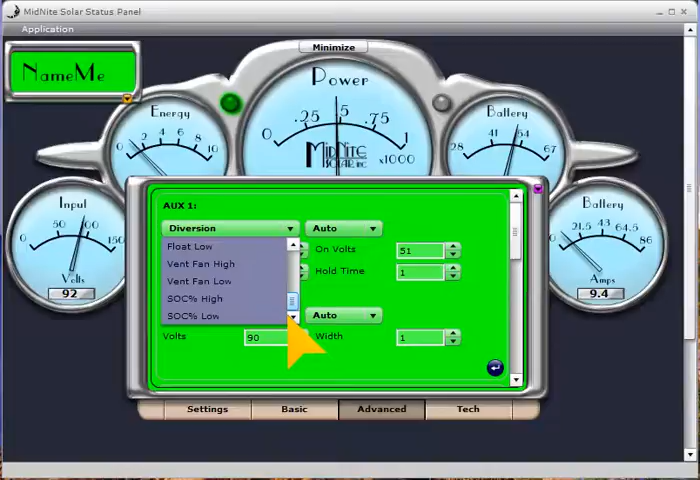 MidNite Solar Status Panel
Application
Minimize
NameMe
Power
0 .25 .5 .75 1
MidNite
SOLAR INC
x1000
Energy
0 2 4 6 8 10
Battery
28 41 54 67
Input
0 50 100 150
Volts
92
Battery
0 21.5 43 64.5 86
Amps
9.4
AUX 1:
Diversion
Auto
Float Low
Vent Fan High
Vent Fan Low
SOC% High
SOC% Low
On Volts 51
Hold Time 1
Auto
Volts 90
Width 1
Settings Basic Advanced Tech